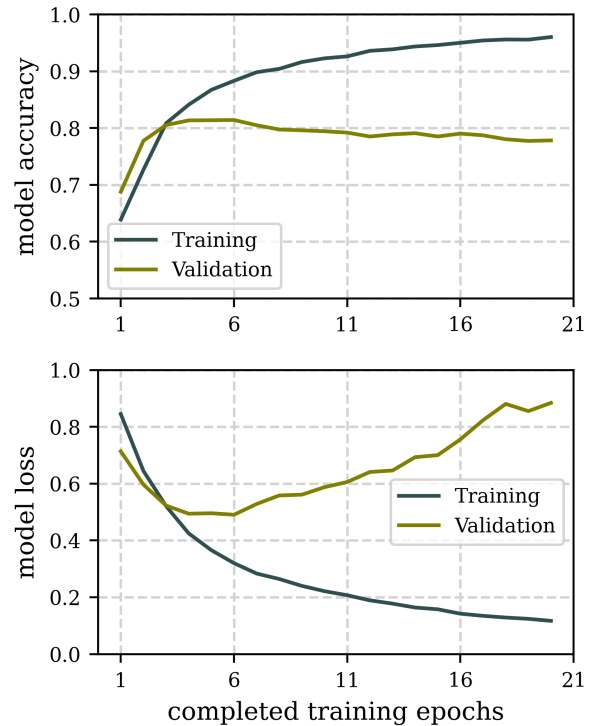 1.0
0.9
0.8
0.7
0.6
0.5
model accuracy
Training
Validation
1 6 11 16 21
1.0
0.8
0.6
0.4
0.2
0.0
model loss
Training
Validation
1 6 11 16 21
completed training epochs